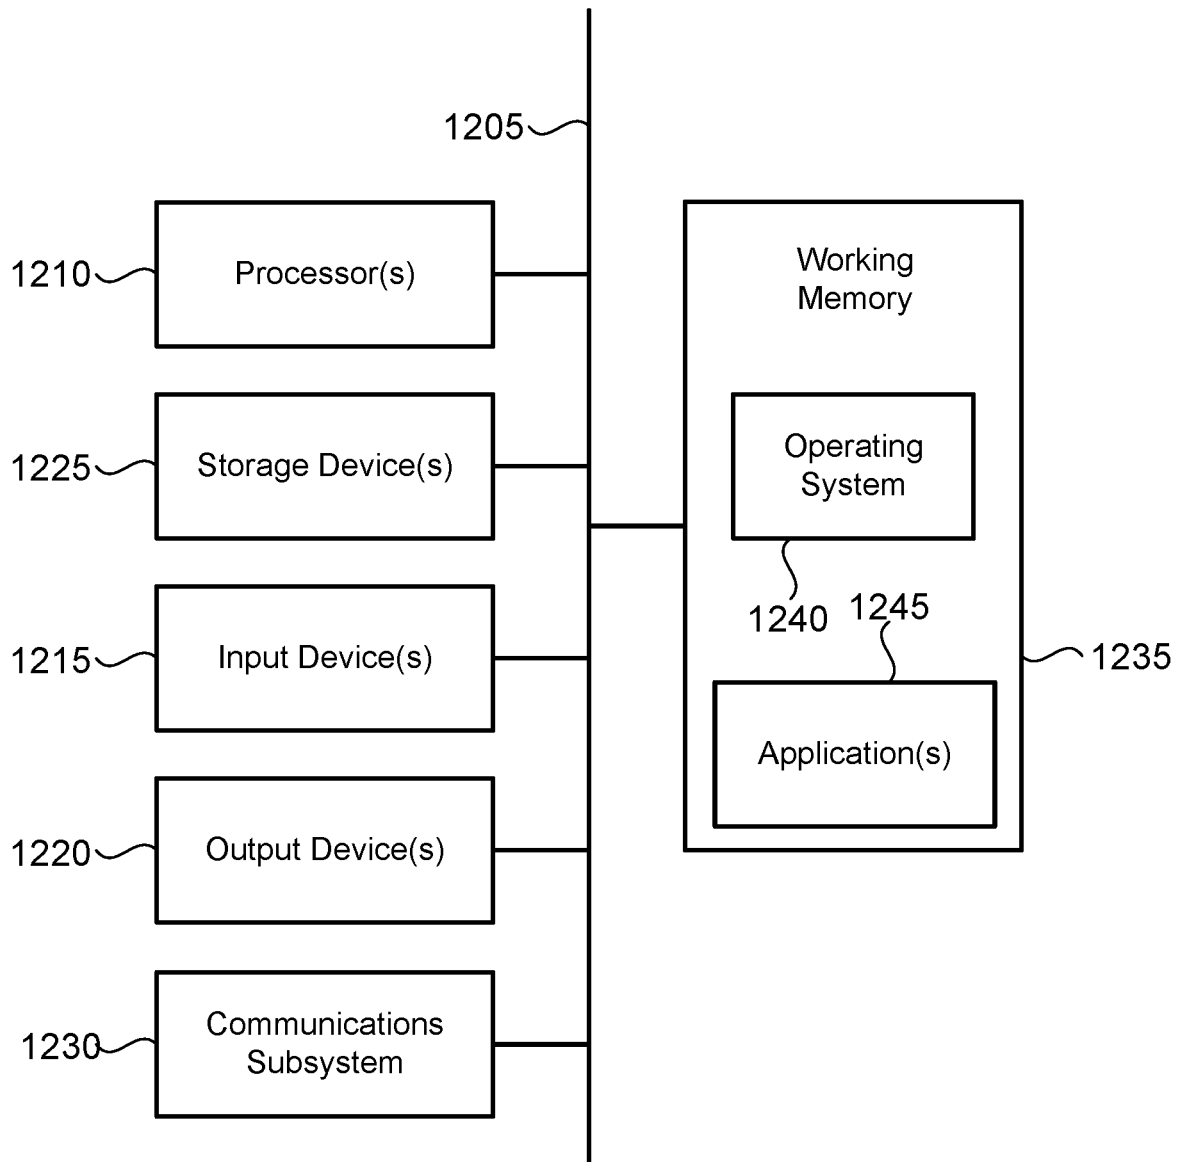 1205
1210
Processor(s)
Working
Memory
1225
Storage Device(s)
Operating
System
1240
1245
1215
Input Device(s)
1235
Application(s)
1220
Output Device(s)
1230
Communications
Subsystem